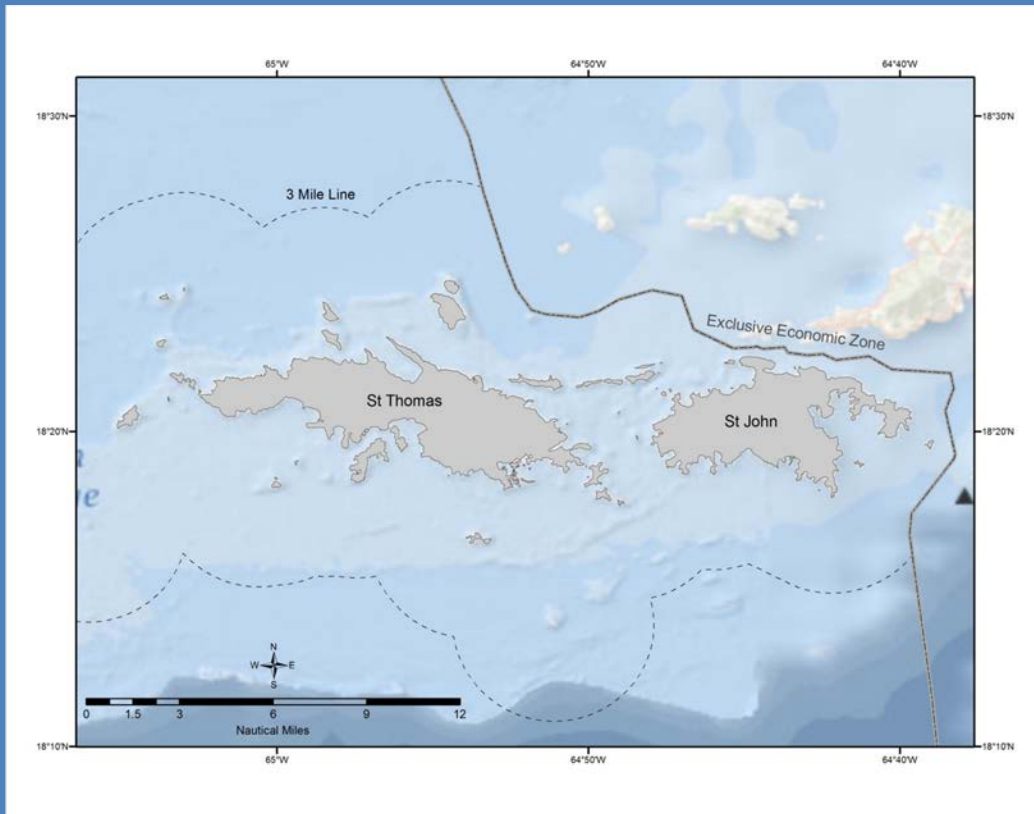 65°W 64°50'W 64°40'W
18°30'N 18°30'N
3 Mile Line
Exclusive Economic Zone
St Thomas
St John
18°20'N 18°20'N
N
W E
S
0 1.5 3 6 9 12
Nautical Miles
18°10'N 18°10'N
65°W 64°50'W 64°40'W